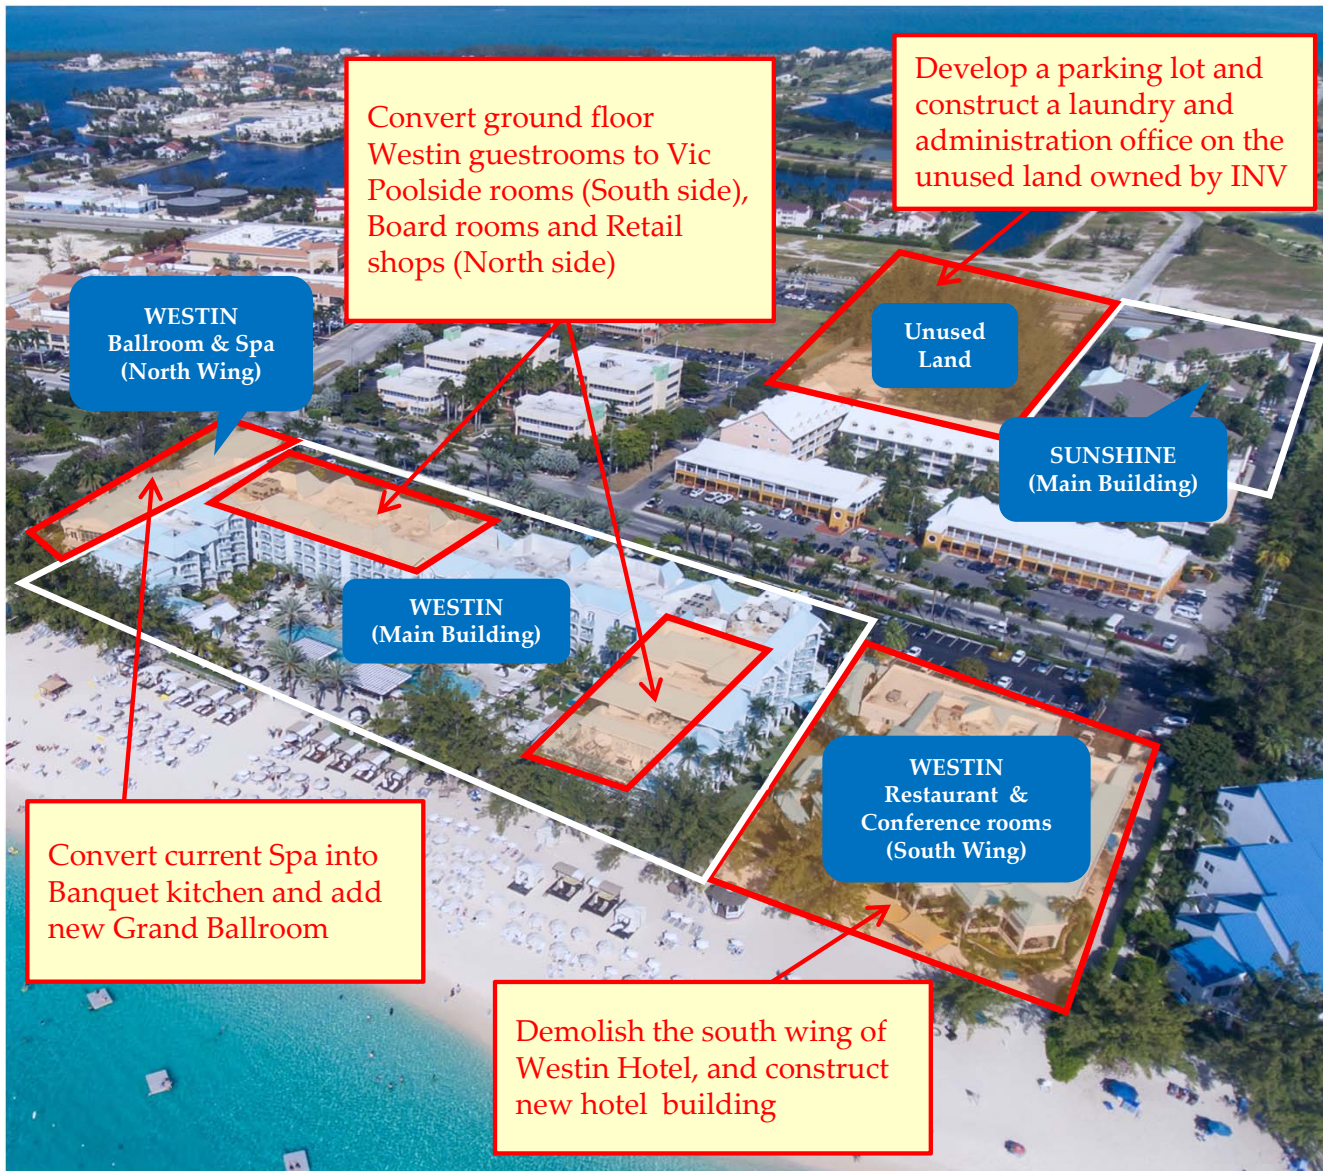 Develop a parking lot and
construct a laundry and
administration office on the
unused land owned by INV
Convert ground floor
Westin guestrooms to Vic
Poolside rooms (South side),
Board rooms and Retail
shops (North side)
WESTIN
Ballroom & Spa
(North Wing)
Unused
Land
SUNSHINE
(Main Building)
WESTIN
(Main Building)
WESTIN
Restaurant &
Conference rooms
(South Wing)
Convert current Spa into
Banquet kitchen and add
new Grand Ballroom
Demolish the south wing of
Westin Hotel, and construct
new hotel building